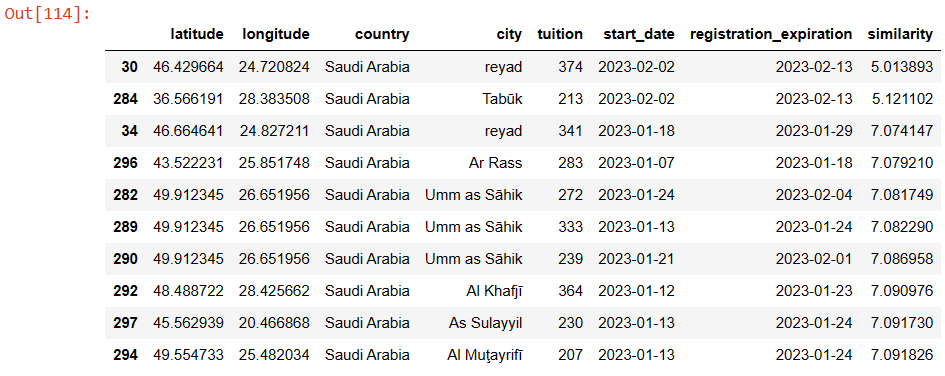 Out[114]:
latitude longitude country city tuition start_date registration_expiration similarity
30 46.429664 24.720824 Saudi Arabia reyad 374 2023-02-02 2023-02-13 5.013893
284 36.566191 28.383508 Saudi Arabia Tabūk 213 2023-02-02 2023-02-13 5.121102
34 46.664641 24.827211 Saudi Arabia reyad 341 2023-01-18 2023-01-29 7.074147
296 43.522231 25.851748 Saudi Arabia Ar Rass 283 2023-01-07 2023-01-18 7.079210
282 49.912345 26.651956 Saudi Arabia Umm as Sāhik 272 2023-01-24 2023-02-04 7.081749
289 49.912345 26.651956 Saudi Arabia Umm as Sāhik 333 2023-01-13 2023-01-24 7.082290
290 49.912345 26.651956 Saudi Arabia Umm as Sāhik 239 2023-01-21 2023-02-01 7.086958
292 48.488722 28.425662 Saudi Arabia Al Khafjī 364 2023-01-12 2023-01-23 7.090976
297 45.562939 20.466868 Saudi Arabia As Sulayyil 230 2023-01-13 2023-01-24 7.091730
294 49.554733 25.482034 Saudi Arabia Al Muţayrifī 207 2023-01-13 2023-01-24 7.091826